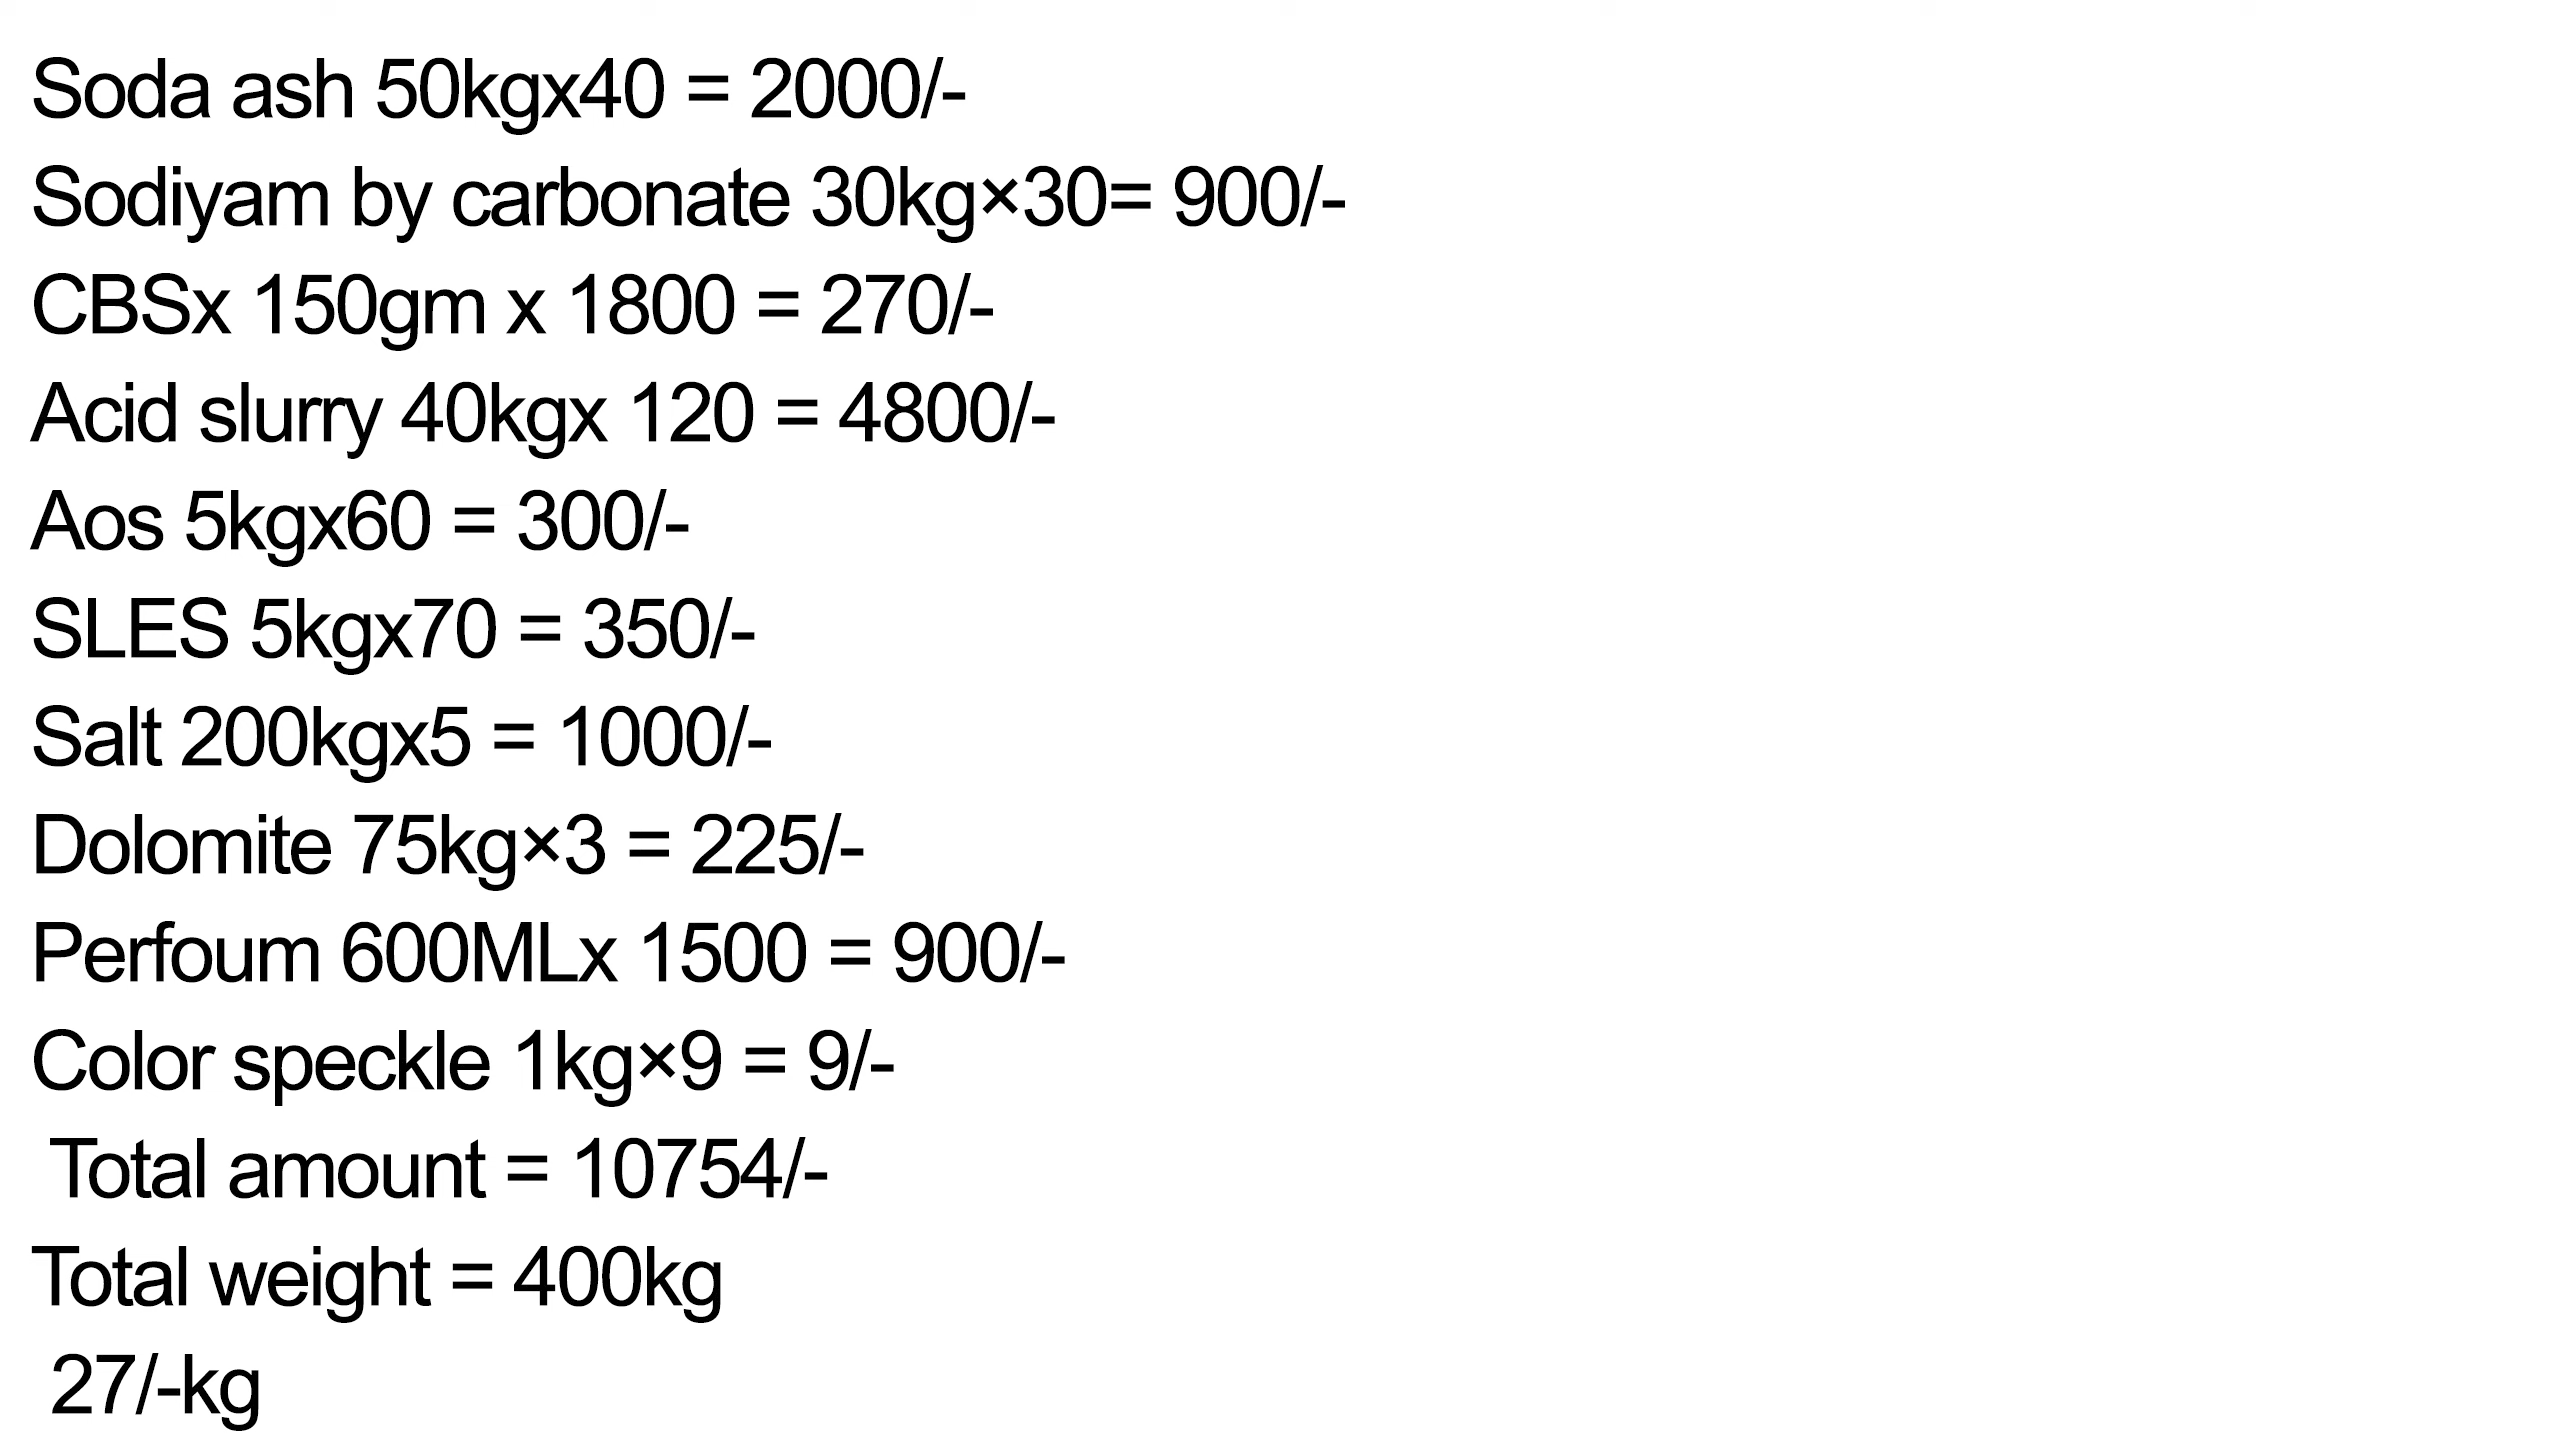 Soda ash 50kgx40 = 2000/-
Sodiyam by carbonate 30kg×30= 900/-
CBSx 150gm x 1800 = 270/-
Acid slurry 40kgx 120 = 4800/-
Aos 5kgx60 = 300/-
SLES 5kgx70 = 350/-
Salt 200kgx5 = 1000/-
Dolomite 75kg×3 = 225/-
Perfoum 600MLx 1500 = 900/-
Color speckle 1kg×9 = 9/-
Total amount = 10754/-
Total weight = 400kg
27/-kg